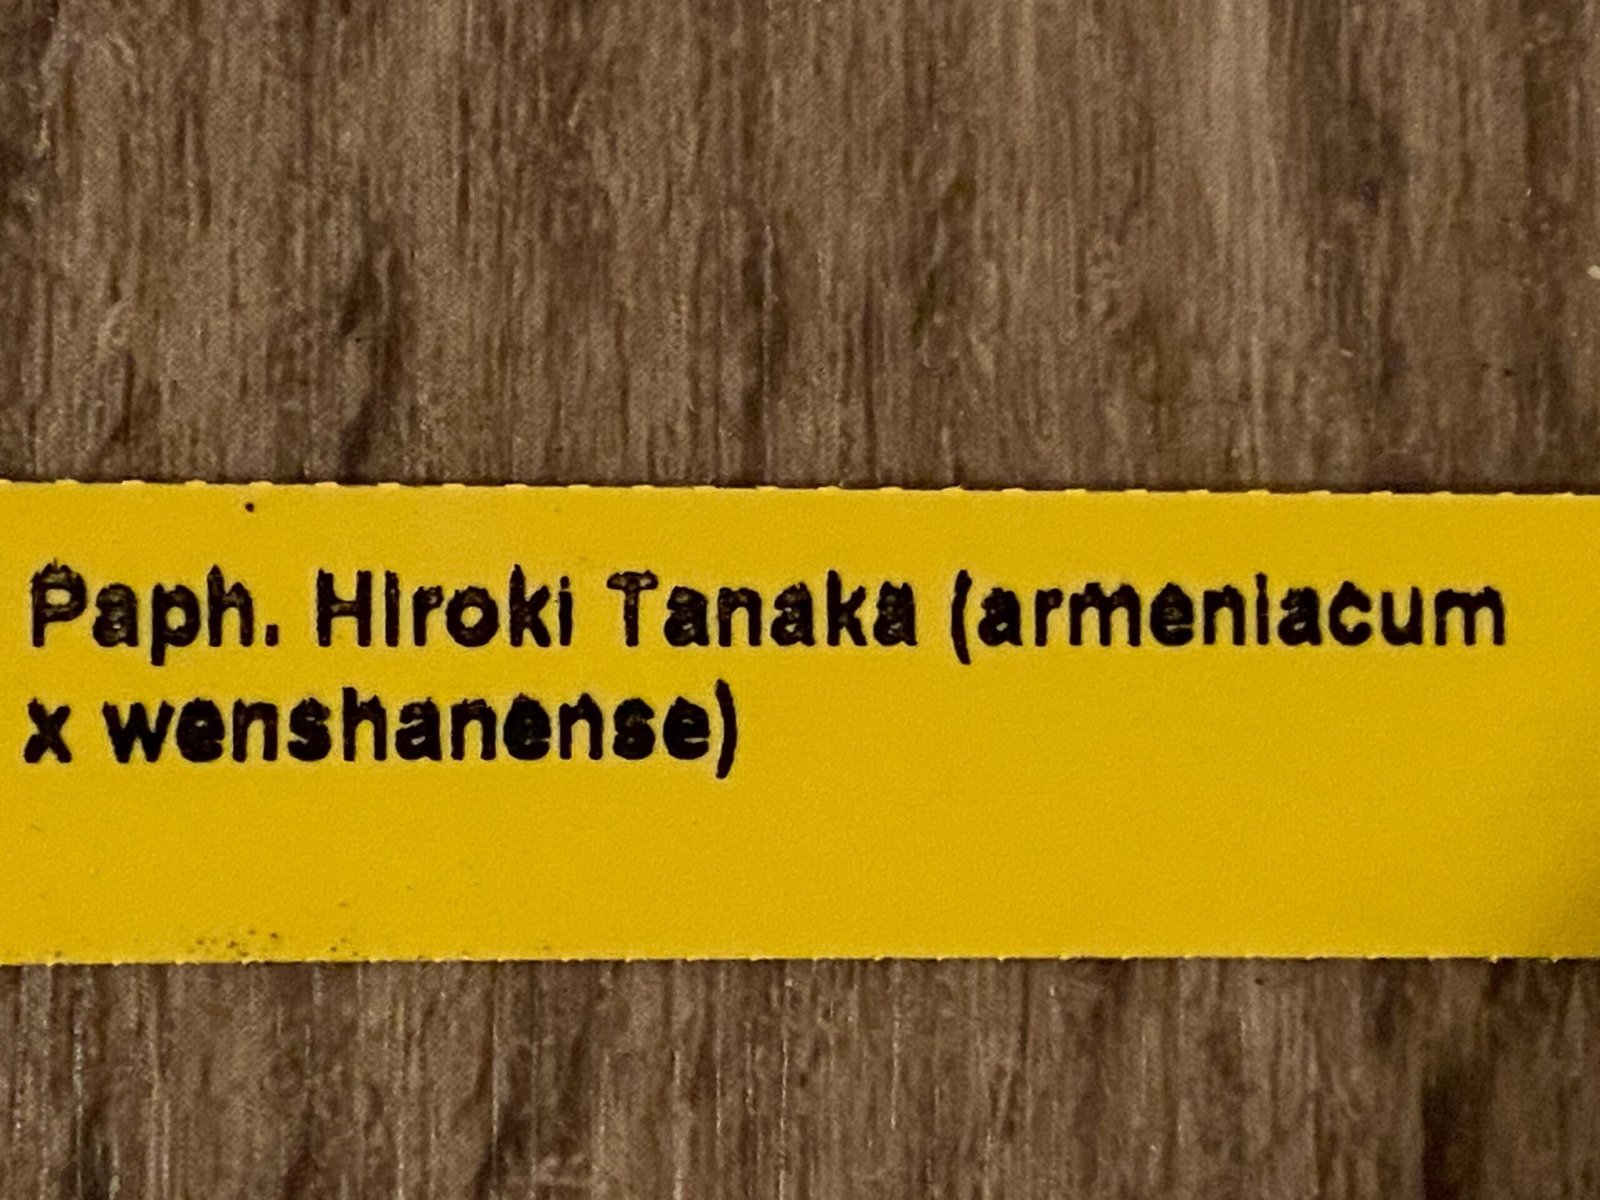 Paph. Hiroki Tanaka (armeniacum
x wenshanense)